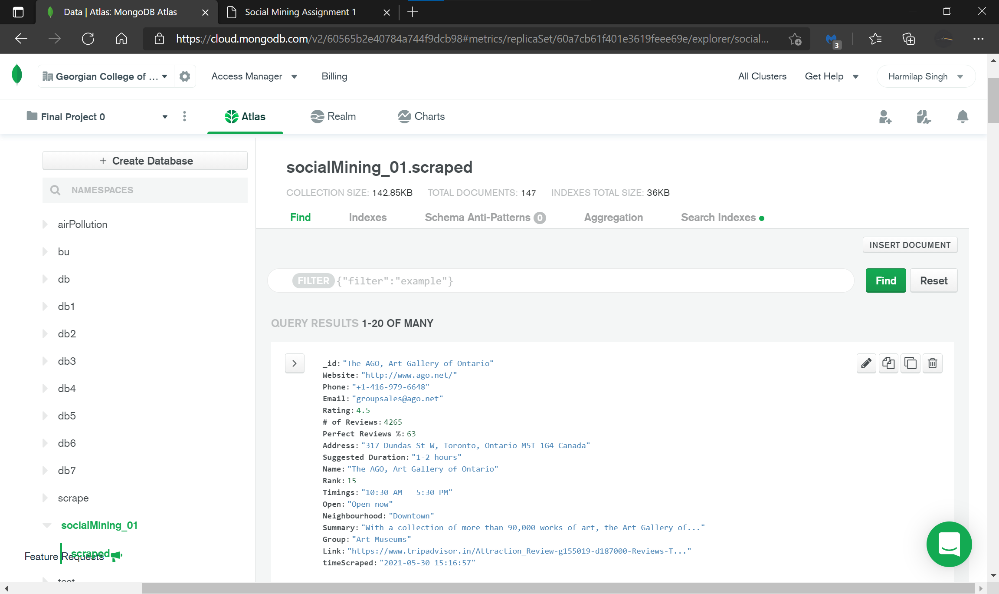 Data | Atlas: MongoDB Atlas
Social Mining Assignment 1
https://cloud.mongodb.com/v2/60565b2e40784a744f9dcb98#metrics/replicaSet/60a7cb61f401e3619feee69e/explorer/social...
3
Georgian College of ...
Access Manager
Billing
All Clusters
Get Help
Harmilap Singh
Final Project 0
Atlas
Realm
Charts
+ Create Database
NAMESPACES
airPollution
bu
db
db1
db2
db3
db4
db5
db6
db7
scrape
socialMining_01
scraped
Feature Requests
test
socialMining_01.scraped
COLLECTION SIZE: 142.85KB TOTAL DOCUMENTS: 147 INDEXES TOTAL SIZE: 36KB
Find Indexes Schema Anti-Patterns 0 Aggregation Search Indexes
INSERT DOCUMENT
FILTER {"filter":"example"}
Find
Reset
QUERY RESULTS 1-20 OF MANY
_id: "The AGO, Art Gallery of Ontario"
Website: "http://www.ago.net/"
Phone: "+1-416-979-6648"
Email: "groupsales@ago.net"
Rating: 4.5
# of Reviews: 4265
Perfect Reviews %: 63
Address: "317 Dundas St W, Toronto, Ontario M5T 1G4 Canada"
Suggested Duration: "1-2 hours"
Name: "The AGO, Art Gallery of Ontario"
Rank: 15
Timings: "10:30 AM - 5:30 PM"
Open: "Open now"
Neighbourhood: "Downtown"
Summary: "With a collection of more than 90,000 works of art, the Art Gallery of..."
Group: "Art Museums"
Link: "https://www.tripadvisor.in/Attraction_Review-g155019-d187000-Reviews-T..."
timeScraped: "2021-05-30 15:16:57"